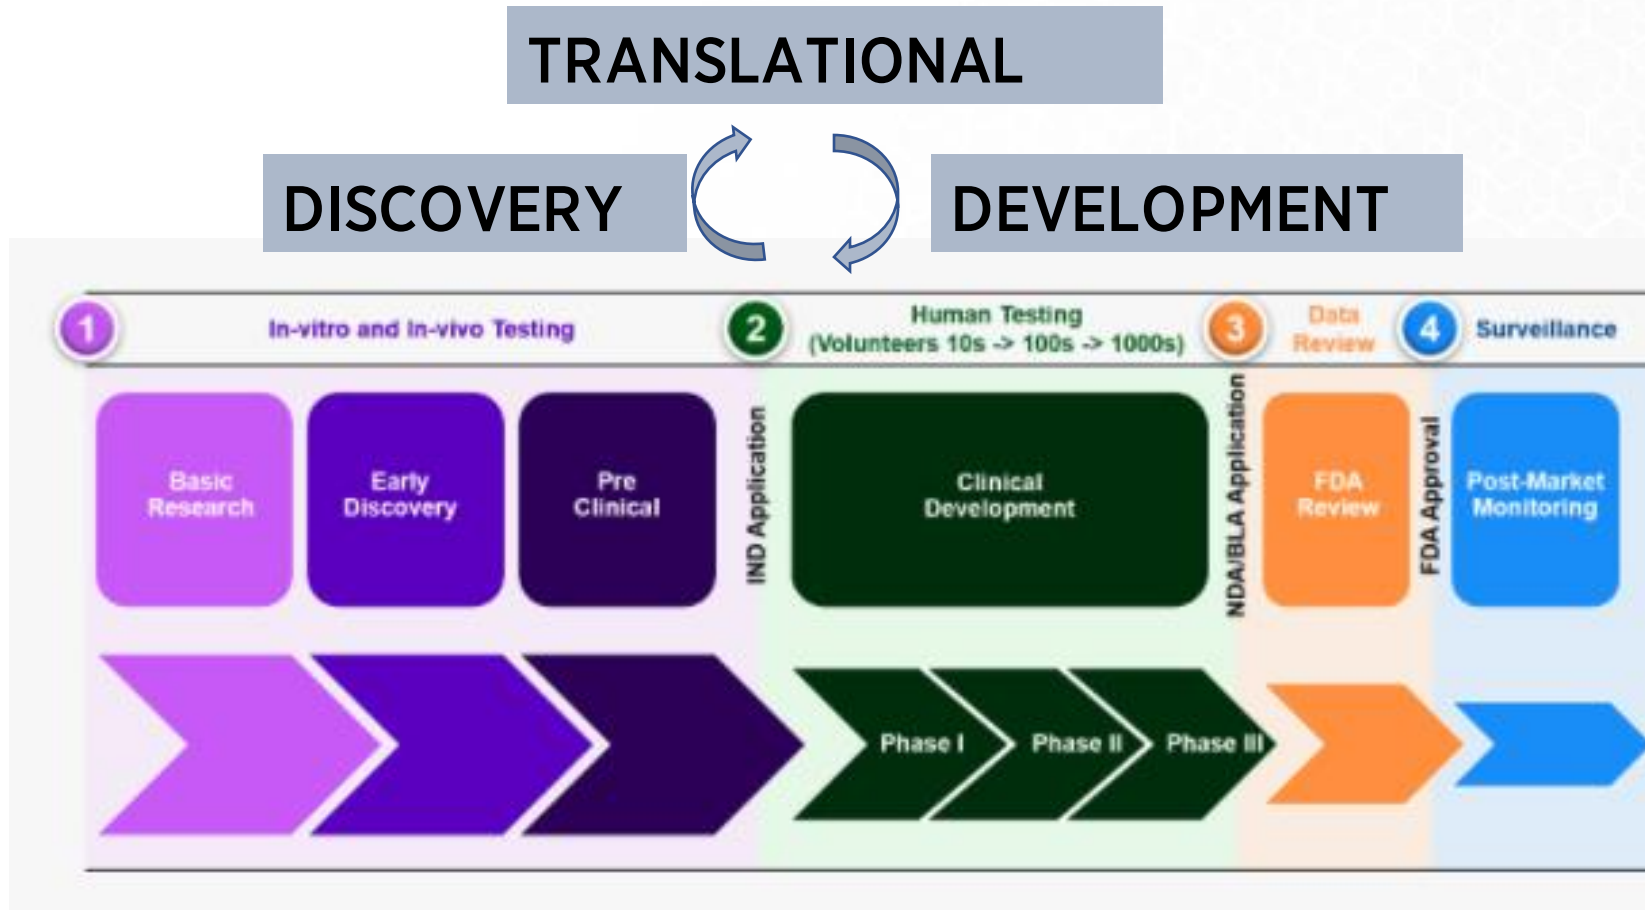 TRANSLATIONAL
DISCOVERY
DEVELOPMENT
1
In-vitro and In-vivo Testing
2
Human Testing
(Volunteers 10s -> 100s -> 1000s)
3
Data
Review
4
Surveillance
Basic
Research
Early
Discovery
Pre
Clinical
IND Application
Clinical
Development
NDA/BLA Application
FDA
Review
FDA Approval
Post-Market
Monitoring
Phase I
Phase II
Phase III